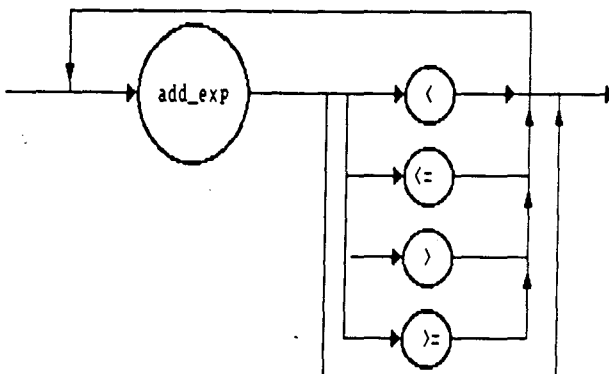 add_exp
<
<=
>
>=